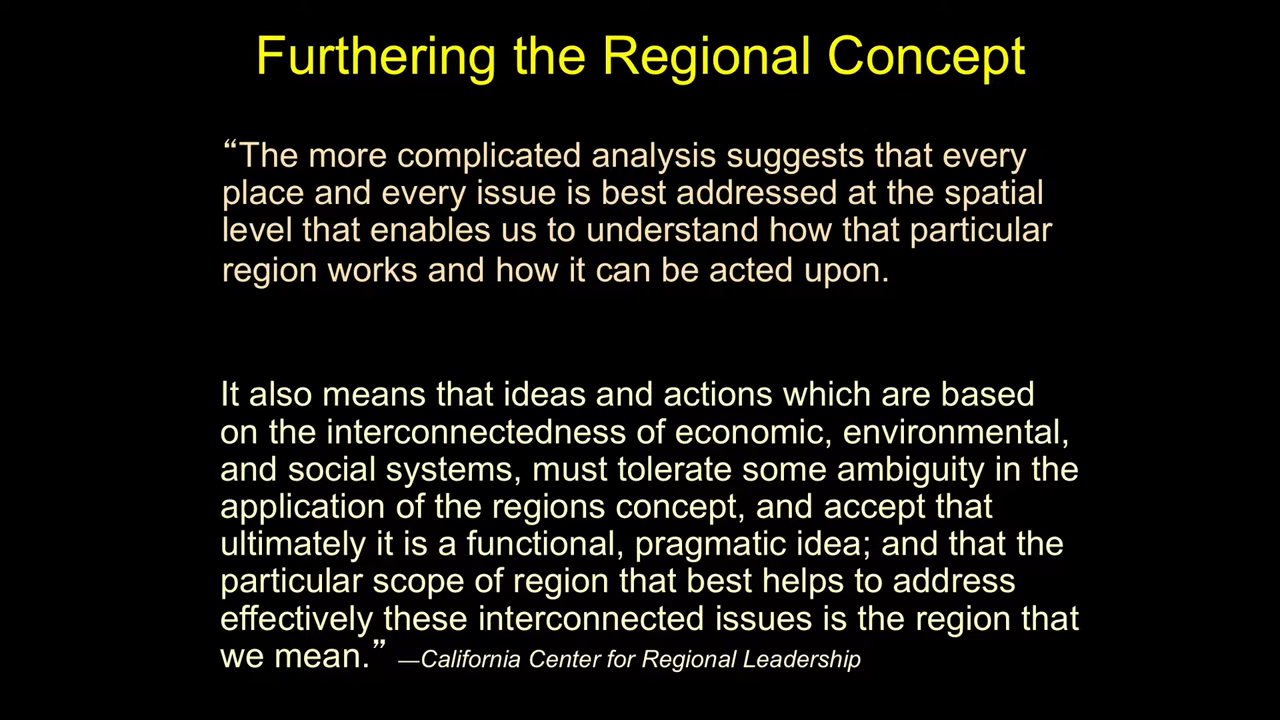 Furthering the Regional Concept
“The more complicated analysis suggests that every
place and every issue is best addressed at the spatial
level that enables us to understand how that particular
region works and how it can be acted upon.
It also means that ideas and actions which are based
on the interconnectedness of economic, environmental,
and social systems, must tolerate some ambiguity in the
application of the regions concept, and accept that
ultimately it is a functional, pragmatic idea; and that the
particular scope of region that best helps to address
effectively these interconnected issues is the region that
we mean.” —California Center for Regional Leadership